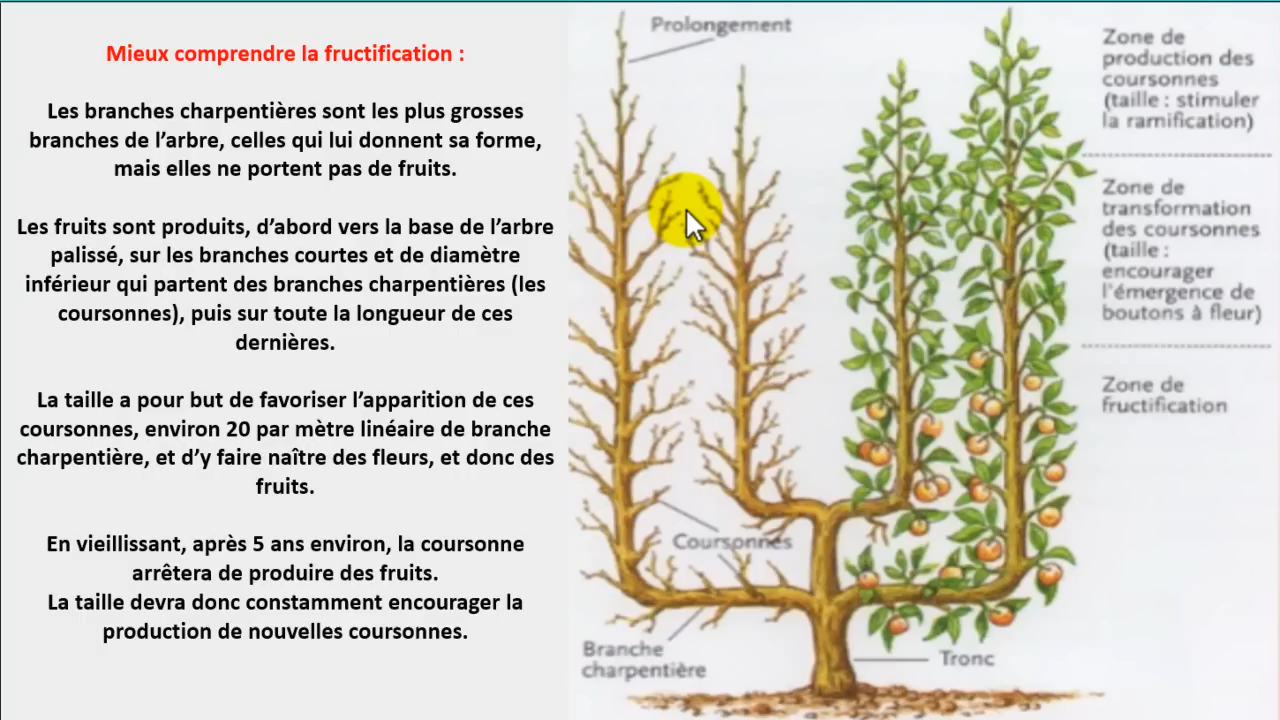 Mieux comprendre la fructification :
Les branches charpentières sont les plus grosses
branches de l’arbre, celles qui lui donnent sa forme,
mais elles ne portent pas de fruits.
Les fruits sont produits, d’abord vers la base de l’arbre
palissé, sur les branches courtes et de diamètre
inférieur qui partent des branches charpentières (les
coursonnes), puis sur toute la longueur de ces
dernières.
La taille a pour but de favoriser l’apparition de ces
coursonnes, environ 20 par mètre linéaire de branche
charpentière, et d’y faire naître des fleurs, et donc des
fruits.
En vieillissant, après 5 ans environ, la coursonne
arrêtera de produire des fruits.
La taille devra donc constamment encourager la
production de nouvelles coursonnes.
Prolongement
Coursonnes
Branche
charpentière
Tronc
Zone de
production des
coursonnes
(taille : stimuler
la ramification)
Zone de
transformation
des coursonnes
(taille :
encourager
l'émergence de
boutons à fleur)
Zone de
fructification